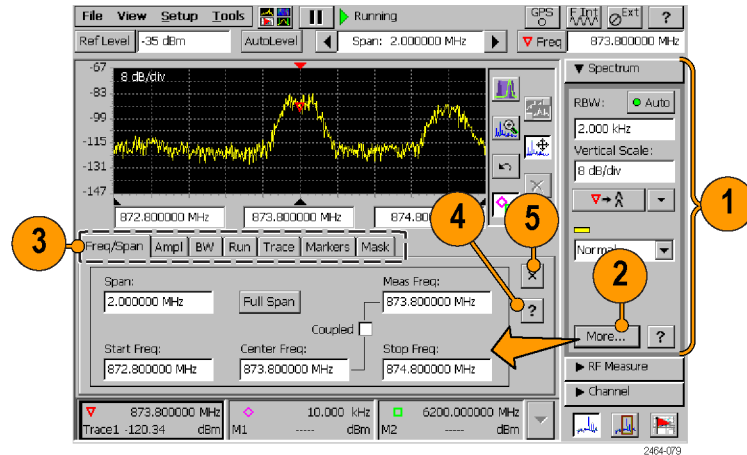 File View Setup Tools Running GPS F Int Ext ?
Ref Level -35 dBm AutoLevel Span: 2.000000 MHz Freq 873.800000 MHz
-67
8 dB/div
-83
-99
-115
-131
-147
872.800000 MHz 873.800000 MHz 874.80
Spectrum
RBW: Auto
2.000 kHz
Vertical Scale:
8 dB/div
Normal
More... ?
RF Measure
Channel
1
2
3
4
5
Freq/Span Ampl BW Run Trace Markers Mask
Span: Meas Freq:
2.000000 MHz Full Span 873.800000 MHz
Coupled
Start Freq: Center Freq: Stop Freq:
872.800000 MHz 873.800000 MHz 874.800000 MHz
?
873.800000 MHz 10.000 kHz 6200.000000 MHz
Trace1 -120.34 dBm M1 ----- dBm M2 ----- dBm
2464-079